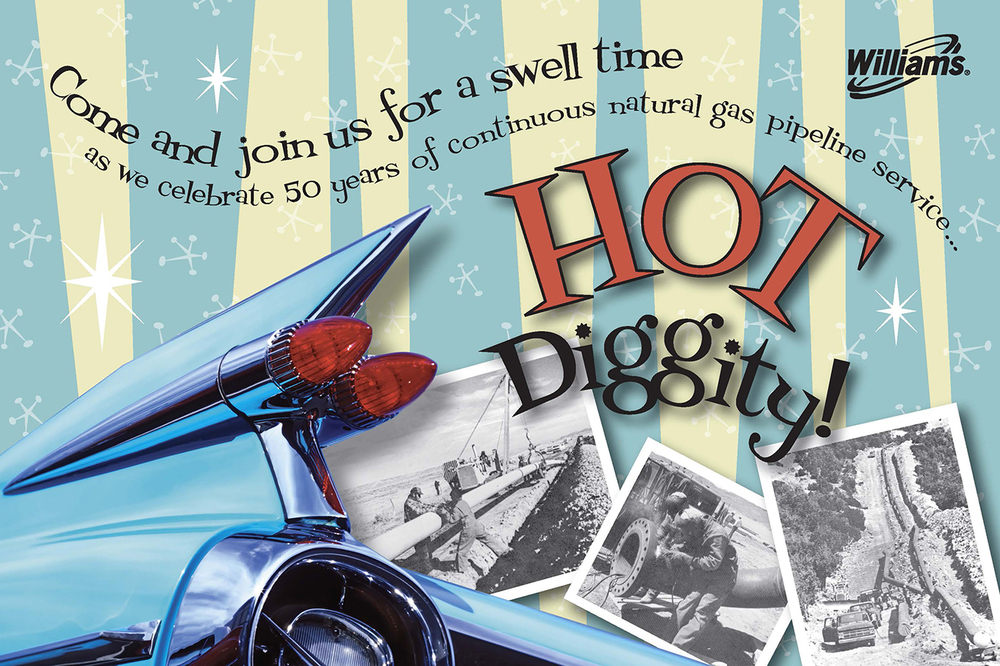 Come and join us for a swell time
as we celebrate 50 years of continuous natural gas pipeline service...
Williams®
HOT
Diggity!